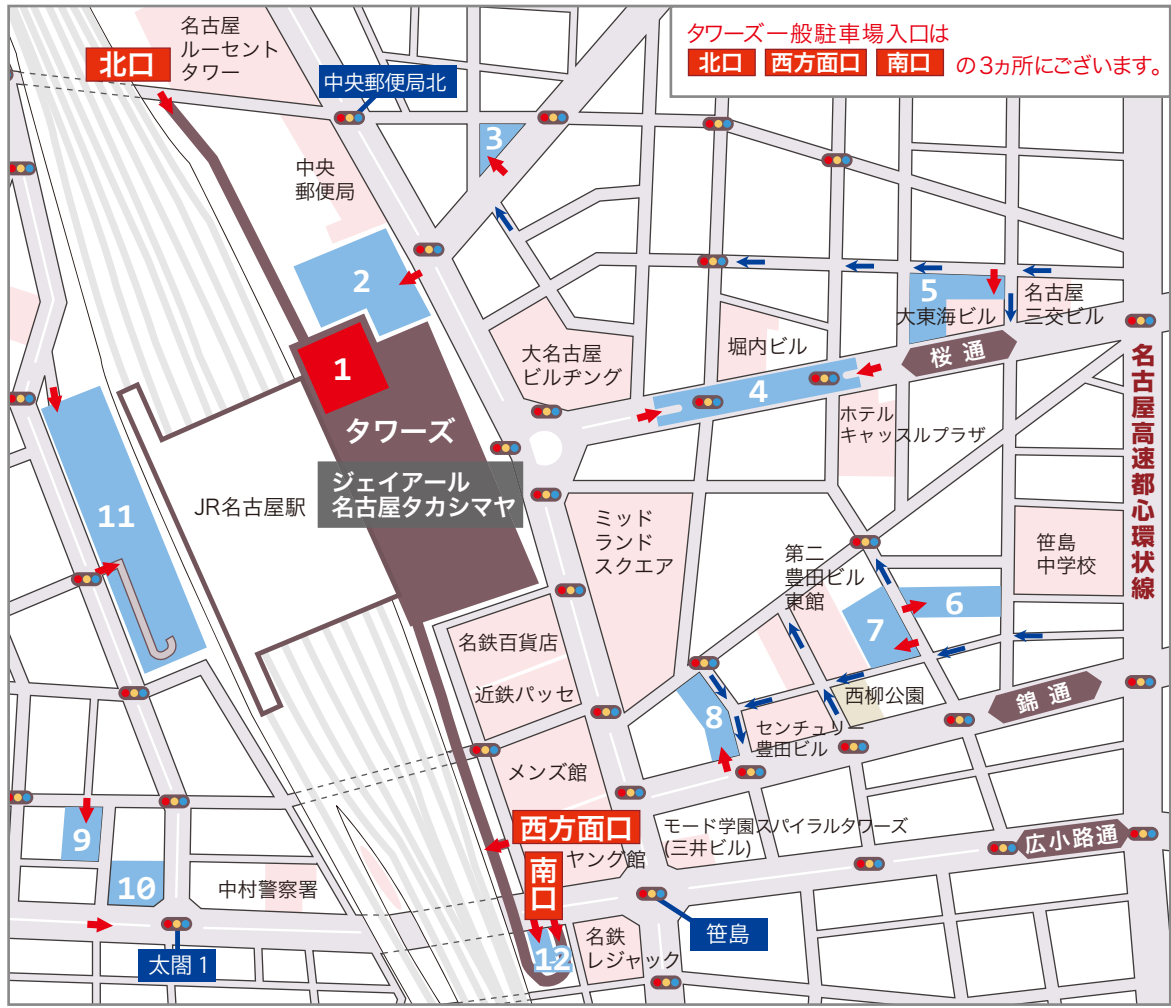 タワーズ一般駐車場入口は
北口 西方面口 南口 の3ヵ所にございます。
名古屋
ルーセント
タワー
北口
中央郵便局北
3
中央
郵便局
2
5
大東海ビル
名古屋
三交ビル
桜通
1
大名古屋
ビルヂング
堀内ビル
4
名古屋高速都心環状線
タワーズ
ジェイアール
名古屋タカシマヤ
ホテル
キャッスルプラザ
11
JR名古屋駅
ミッド
ランド
スクエア
第二
豊田ビル
東館
笹島
中学校
6
7
名鉄百貨店
近鉄パッセ
8
西柳公園
錦通
センチュリー
豊田ビル
メンズ館
西方面口
モード学園スパイラルタワーズ
(三井ビル)
広小路通
9
ヤング館
南口
10
中村警察署
笹島
太閤1
12
名鉄
レジャック